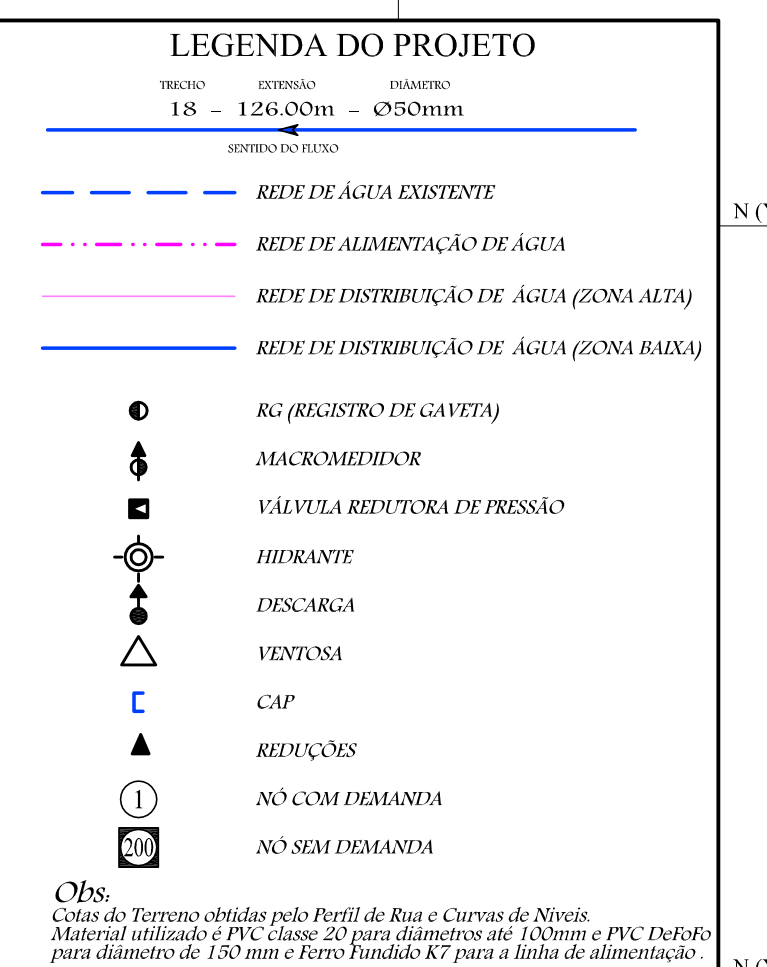 LEGENDA DO PROJETO
TRECHO EXTENSÃO DIÂMETRO
18 - 126.00m - Ø50mm
SENTIDO DO FLUXO
REDE DE ÁGUA EXISTENTE
N (Y
REDE DE ALIMENTAÇÃO DE ÁGUA
REDE DE DISTRIBUIÇÃO DE ÁGUA (ZONA ALTA)
REDE DE DISTRIBUIÇÃO DE ÁGUA (ZONA BAIXA)
RG (REGISTRO DE GAVETA)
MACROMEDIDOR
VÁLVULA REDUTORA DE PRESSÃO
HIDRANTE
DESCARGA
VENTOSA
CAP
REDUÇÕES
1 NÓ COM DEMANDA
200 NÓ SEM DEMANDA
Obs:
Cotas do Terreno obtidas pelo Perfil de Rua e Curvas de Niveis.
Material utilizado é PVC classe 20 para diâmetros até 100mm e PVC DeFoFo
para diâmetro de 150 mm e Ferro Fundido K7 para a linha de alimentação .